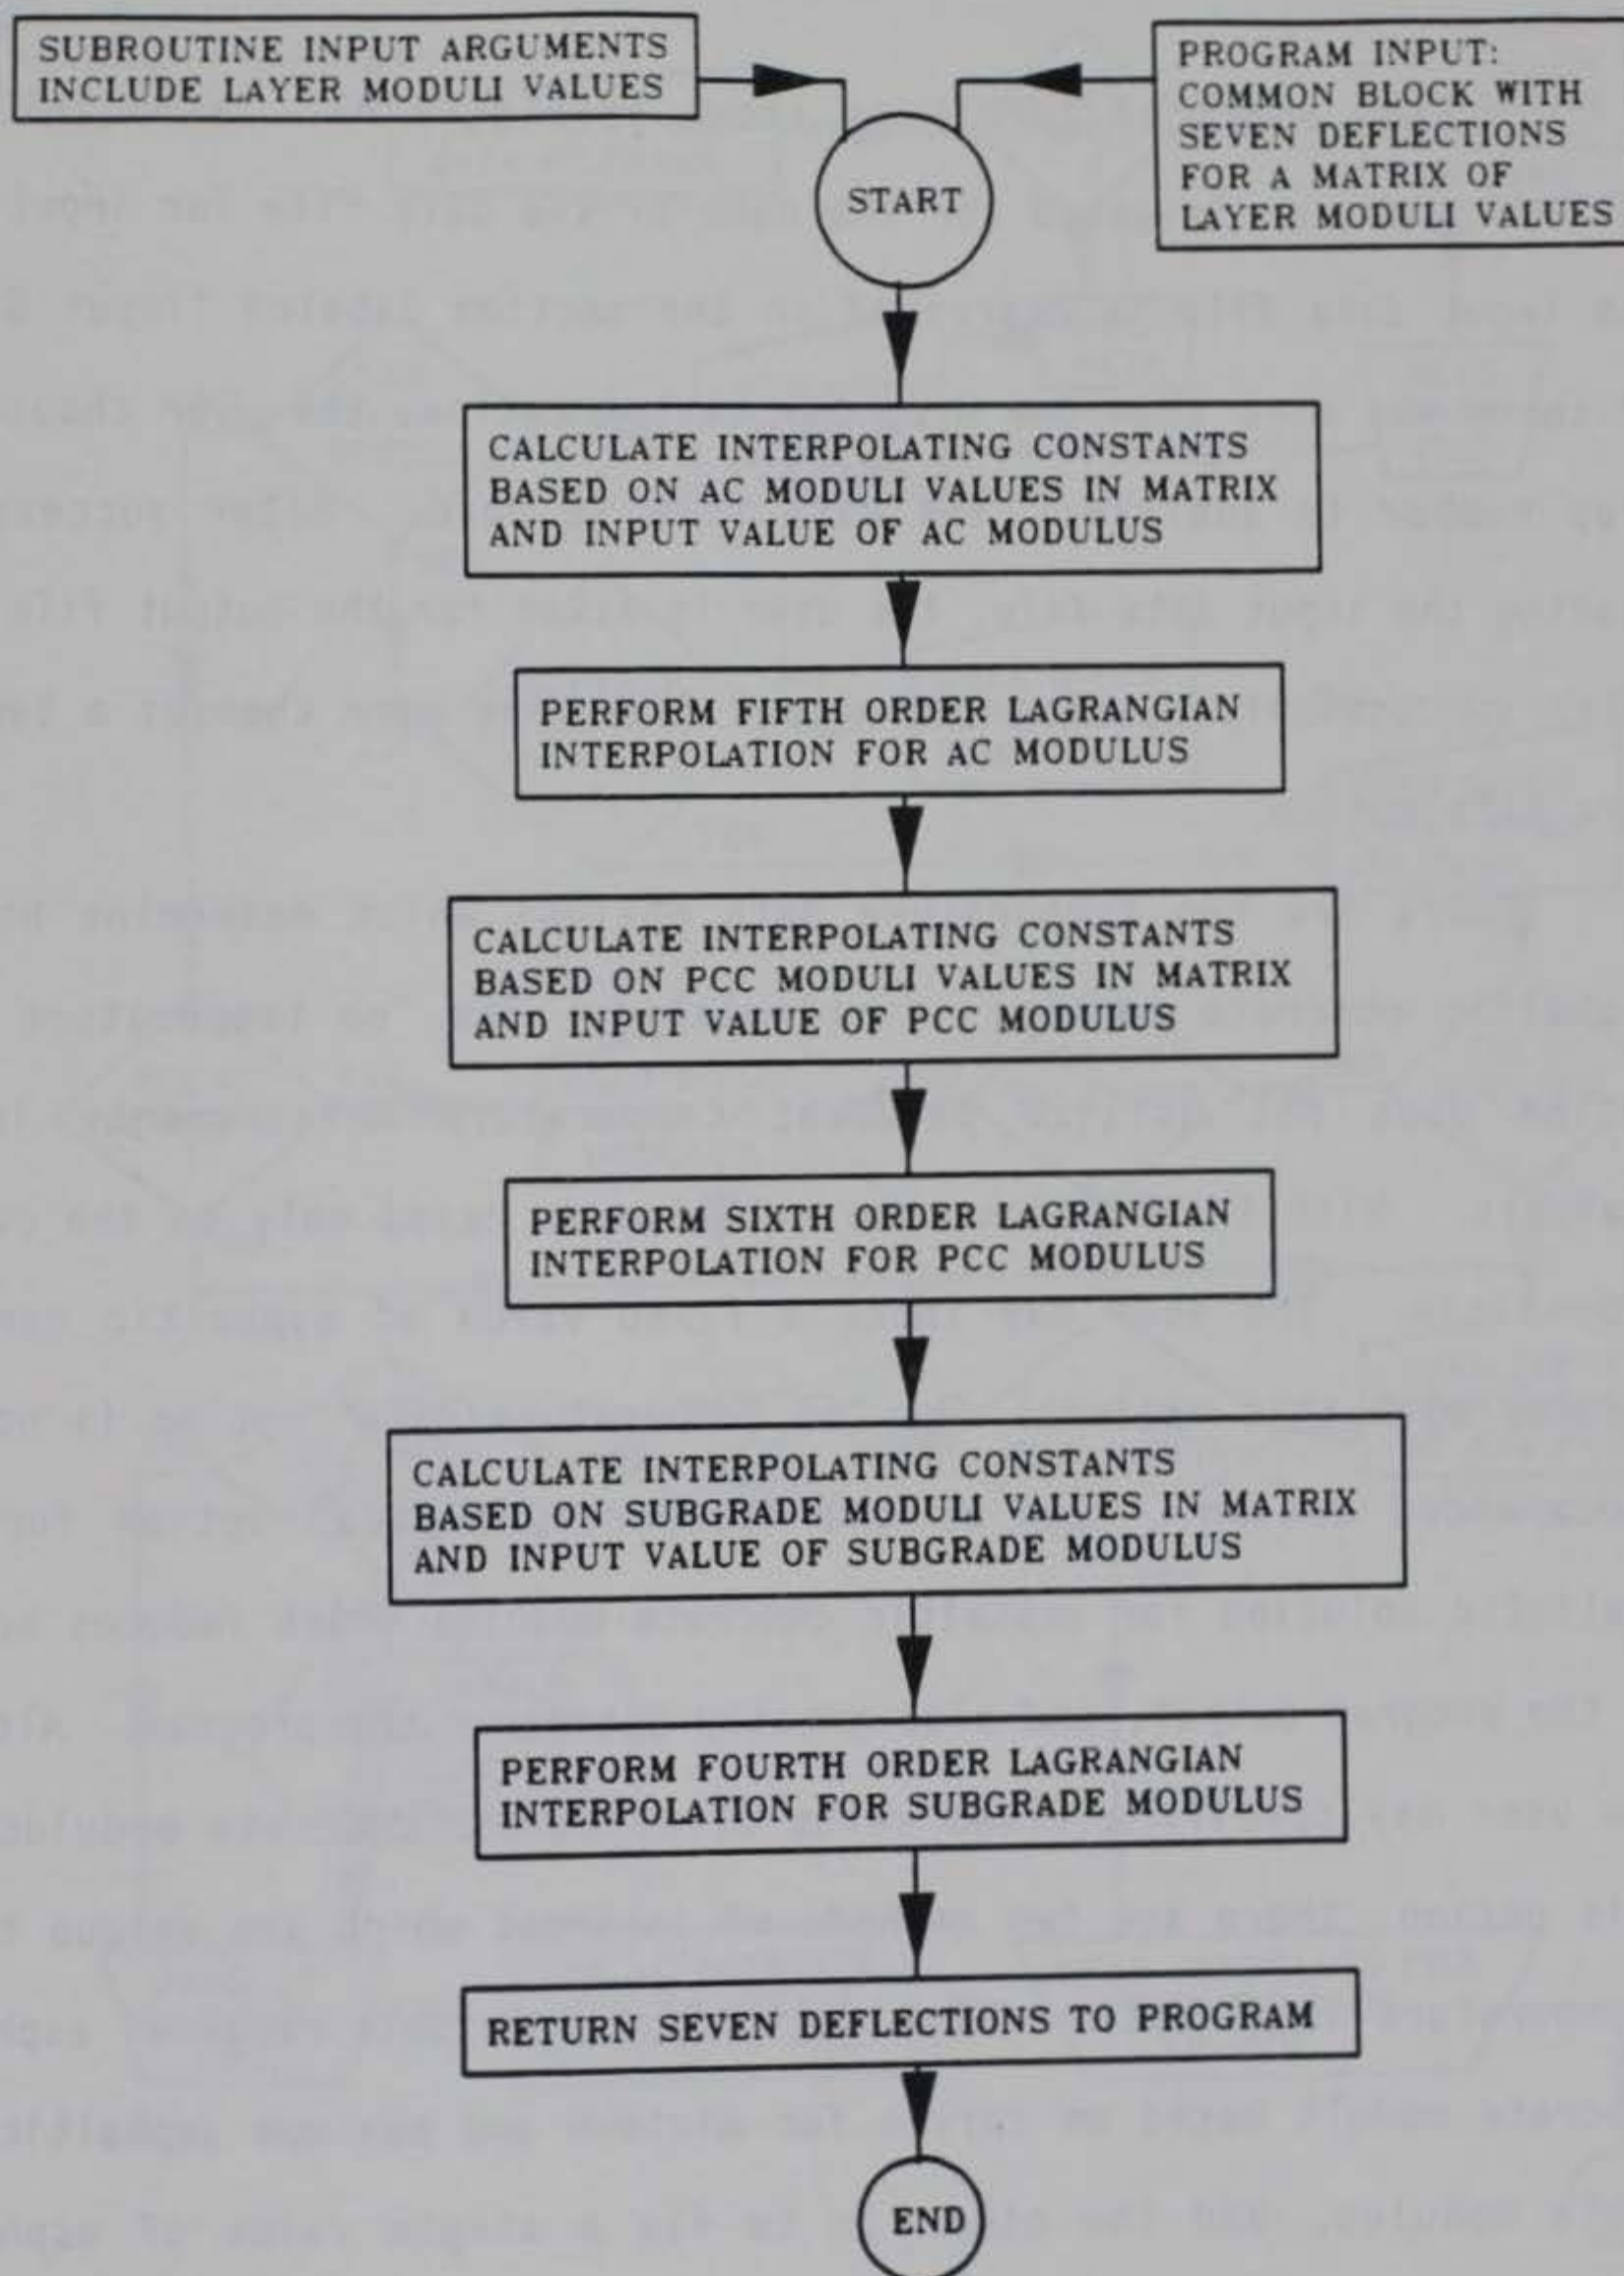 SUBROUTINE INPUT ARGUMENTS
INCLUDE LAYER MODULI VALUES
PROGRAM INPUT:
COMMON BLOCK WITH
SEVEN DEFLECTIONS
FOR A MATRIX OF
LAYER MODULI VALUES
START
CALCULATE INTERPOLATING CONSTANTS
BASED ON AC MODULI VALUES IN MATRIX
AND INPUT VALUE OF AC MODULUS
PERFORM FIFTH ORDER LAGRANGIAN
INTERPOLATION FOR AC MODULUS
CALCULATE INTERPOLATING CONSTANTS
BASED ON PCC MODULI VALUES IN MATRIX
AND INPUT VALUE OF PCC MODULUS
PERFORM SIXTH ORDER LAGRANGIAN
INTERPOLATION FOR PCC MODULUS
CALCULATE INTERPOLATING CONSTANTS
BASED ON SUBGRADE MODULI VALUES IN MATRIX
AND INPUT VALUE OF SUBGRADE MODULUS
PERFORM FOURTH ORDER LAGRANGIAN
INTERPOLATION FOR SUBGRADE MODULUS
RETURN SEVEN DEFLECTIONS TO PROGRAM
END